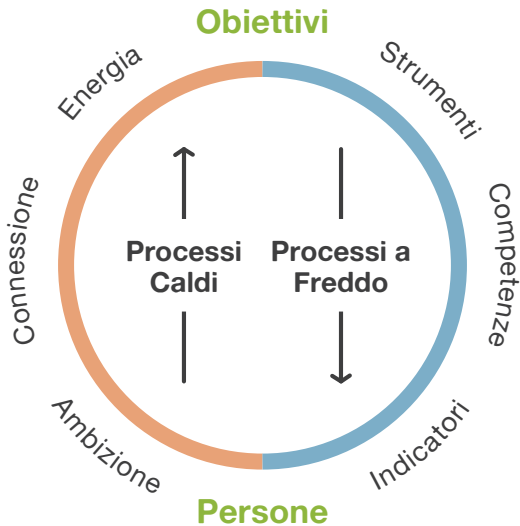 Obiettivi
Energia
Strumenti
Connessione
Competenze
Processi
Caldi
Processi a
Freddo
Ambizione
Indicatori
Persone